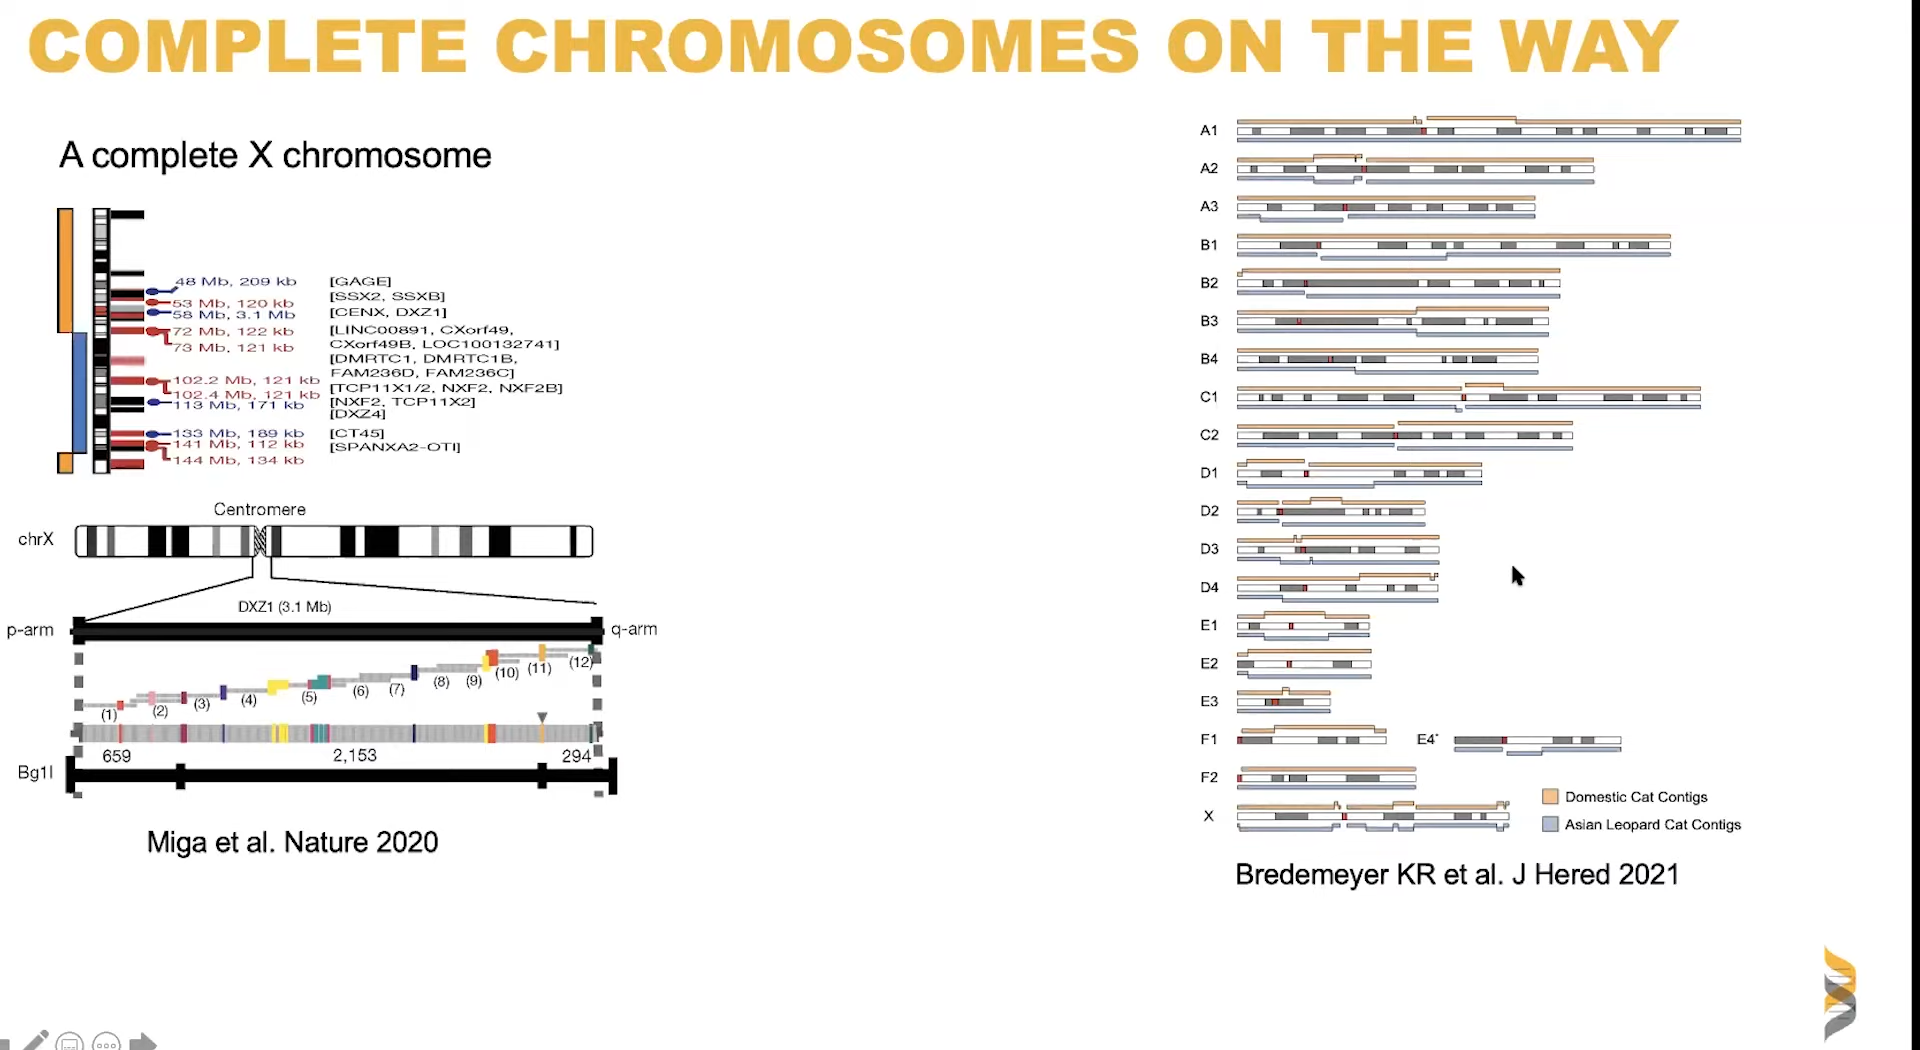 COMPLETE CHROMOSOMES ON THE WAY
A complete X chromosome
48 Mb, 209 kb [GAGE]
53 Mb, 120 kb [SSX2, SSXB]
58 Mb, 3.1 Mb [CENX, DXZ1]
72 Mb, 122 kb [LINC00891, CXorf49,
73 Mb, 121 kb CXorf49B, LOC100132741]
[DMRTC1, DMRTC1B,
FAM236D, FAM236C]
102.2 Mb, 121 kb [TCP11X1/2, NXF2, NXF2B]
102.4 Mb, 121 kb
113 Mb, 171 kb [NXF2, TCP11X2]
[DXZ4]
133 Mb, 189 kb [CT45]
141 Mb, 112 kb [SPANXA2-OTI]
144 Mb, 134 kb
Centromere
chrX
DXZ1 (3.1 Mb)
p-arm q-arm
(1) (2) (3) (4) (5) (6) (7) (8) (9) (10) (11) (12)
659 2,153 294
Bg1I
Miga et al. Nature 2020
A1
A2
A3
B1
B2
B3
B4
C1
C2
D1
D2
D3
D4
E1
E2
E3
F1 E4*
F2
X
Domestic Cat Contigs
Asian Leopard Cat Contigs
Bredemeyer KR et al. J Hered 2021